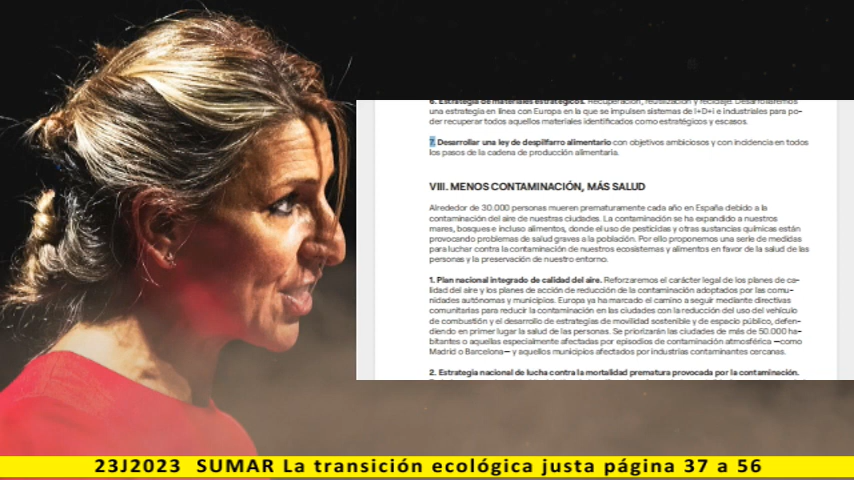 6. Estrategia de materiales estratégicos. Recuperación, reutilización y reciclaje. Desarrollaremos
una estrategia en línea con Europa en la que se impulsen sistemas de I+D+i e industriales para po-
der recuperar todos aquellos materiales identificados como estratégicos y escasos.
7. Desarrollar una ley de despilfarro alimentario con objetivos ambiciosos y con incidencia en todos
los pasos de la cadena de producción alimentaria.
VIII. MENOS CONTAMINACIÓN, MÁS SALUD
Alrededor de 30.000 personas mueren prematuramente cada año en España debido a la
contaminación del aire de nuestras ciudades. La contaminación se ha expandido a nuestros
mares, bosques e incluso alimentos, donde el uso de pesticidas y otras sustancias químicas están
provocando problemas de salud graves a la población. Por ello proponemos una serie de medidas
para luchar contra la contaminación de nuestros ecosistemas y alimentos en favor de la salud de las
personas y la preservación de nuestro entorno.
1. Plan nacional integrado de calidad del aire. Reforzaremos el carácter legal de los planes de ca-
lidad del aire y los planes de acción de reducción de la contaminación adoptados por las comu-
nidades autónomas y municipios. Europa ya ha marcado el camino a seguir mediante directivas
comunitarias para reducir la contaminación en las ciudades con la reducción del uso del vehículo
de combustión y el desarrollo de estrategias de movilidad sostenible y de espacio público, defen-
diendo en primer lugar la salud de las personas. Se priorizarán las ciudades de más de 50.000 ha-
bitantes o aquellas especialmente afectadas por episodios de contaminación atmosférica —como
Madrid o Barcelona— y aquellos municipios afectados por industrias contaminantes cercanas.
2. Estrategia nacional de lucha contra la mortalidad prematura provocada por la contaminación.
23J2023 SUMAR La transición ecológica justa página 37 a 56